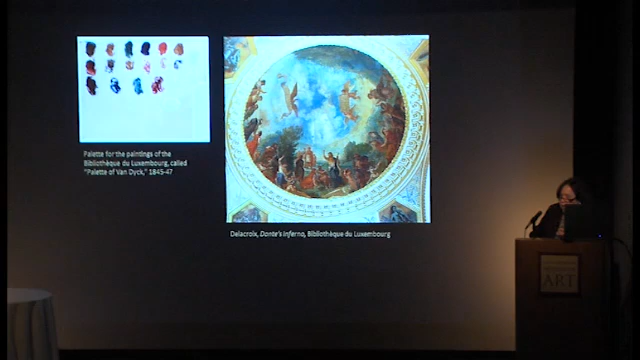 Palette for the paintings of the
Bibliothèque du Luxembourg, called
"Palette of Van Dyck," 1845-47
Delacroix, Dante's Inferno, Bibliothèque du Luxembourg
ART